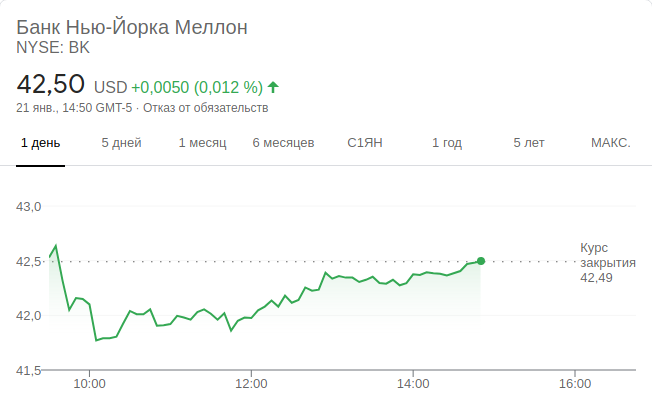 Банк Нью-Йорка Меллон
NYSE: BK
42,50 USD +0,0050 (0,012 %)
21 янв., 14:50 GMT-5 · Отказ от обязательств
1 день 5 дней 1 месяц 6 месяцев С1ЯН 1 год 5 лет МАКС.
43,0
Курс
42,5 закрытия
42,49
42,0
41,5
10:00 12:00 14:00 16:00